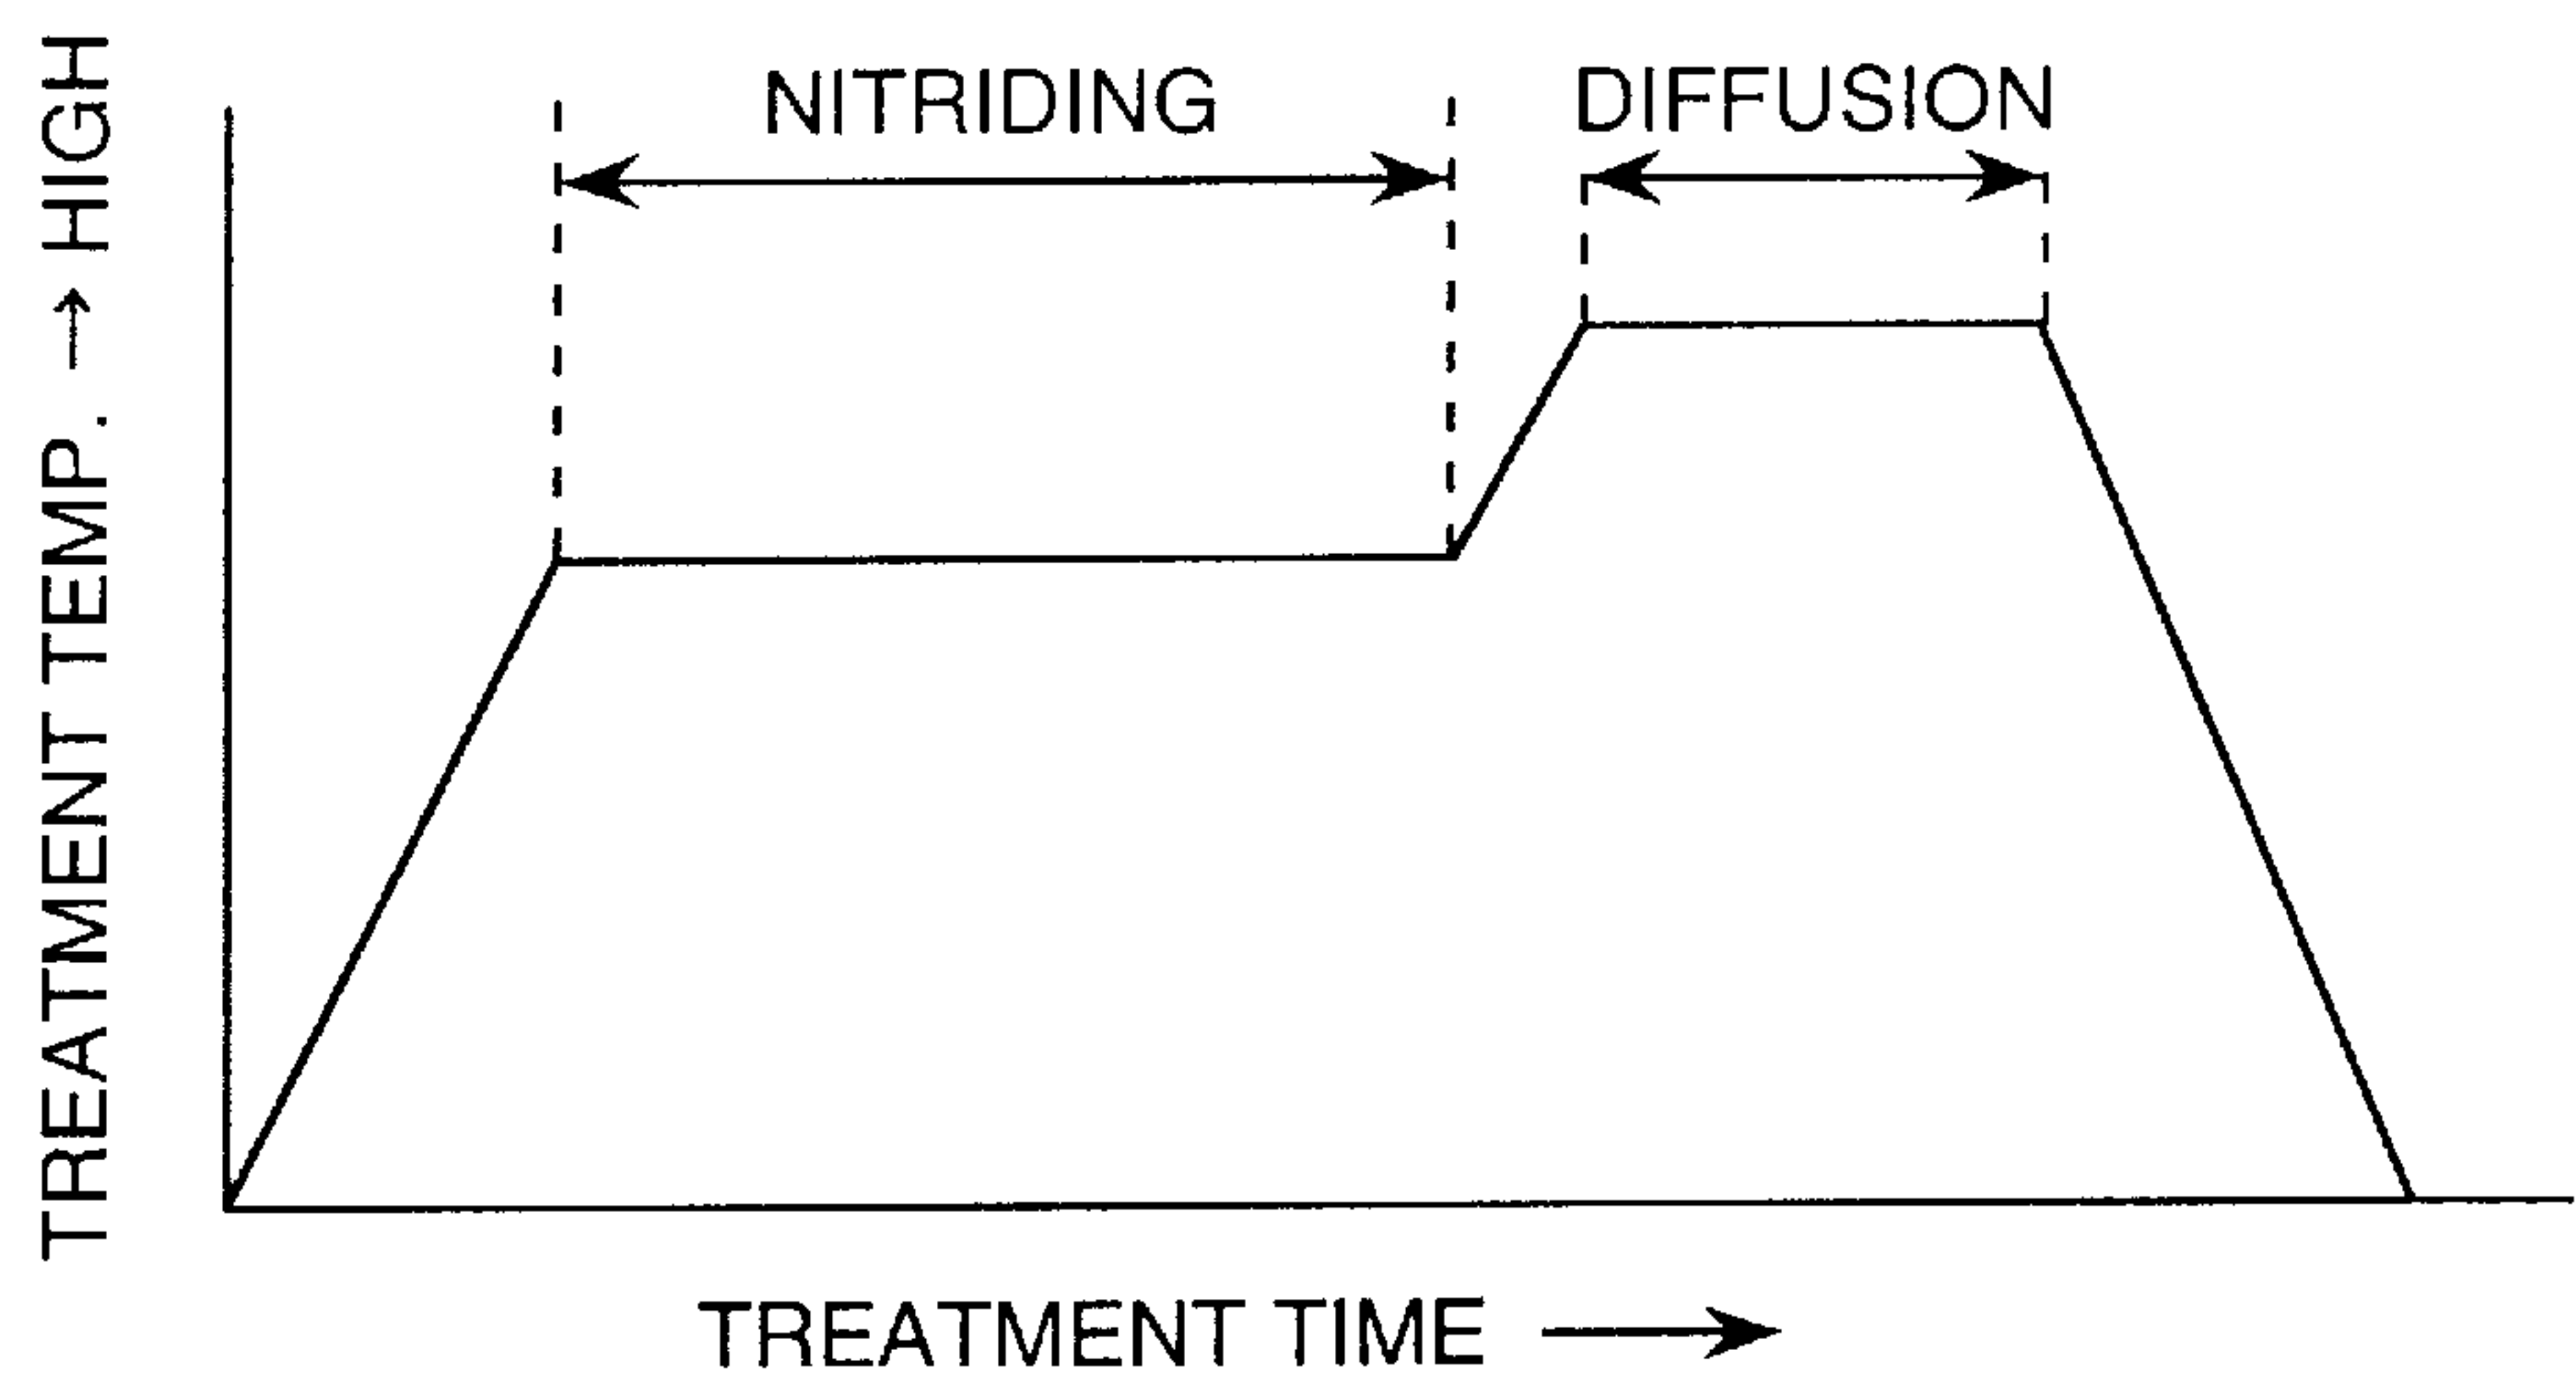 NITRIDING
DIFFUSION
TREATMENT TEMP. → HIGH
TREATMENT TIME →